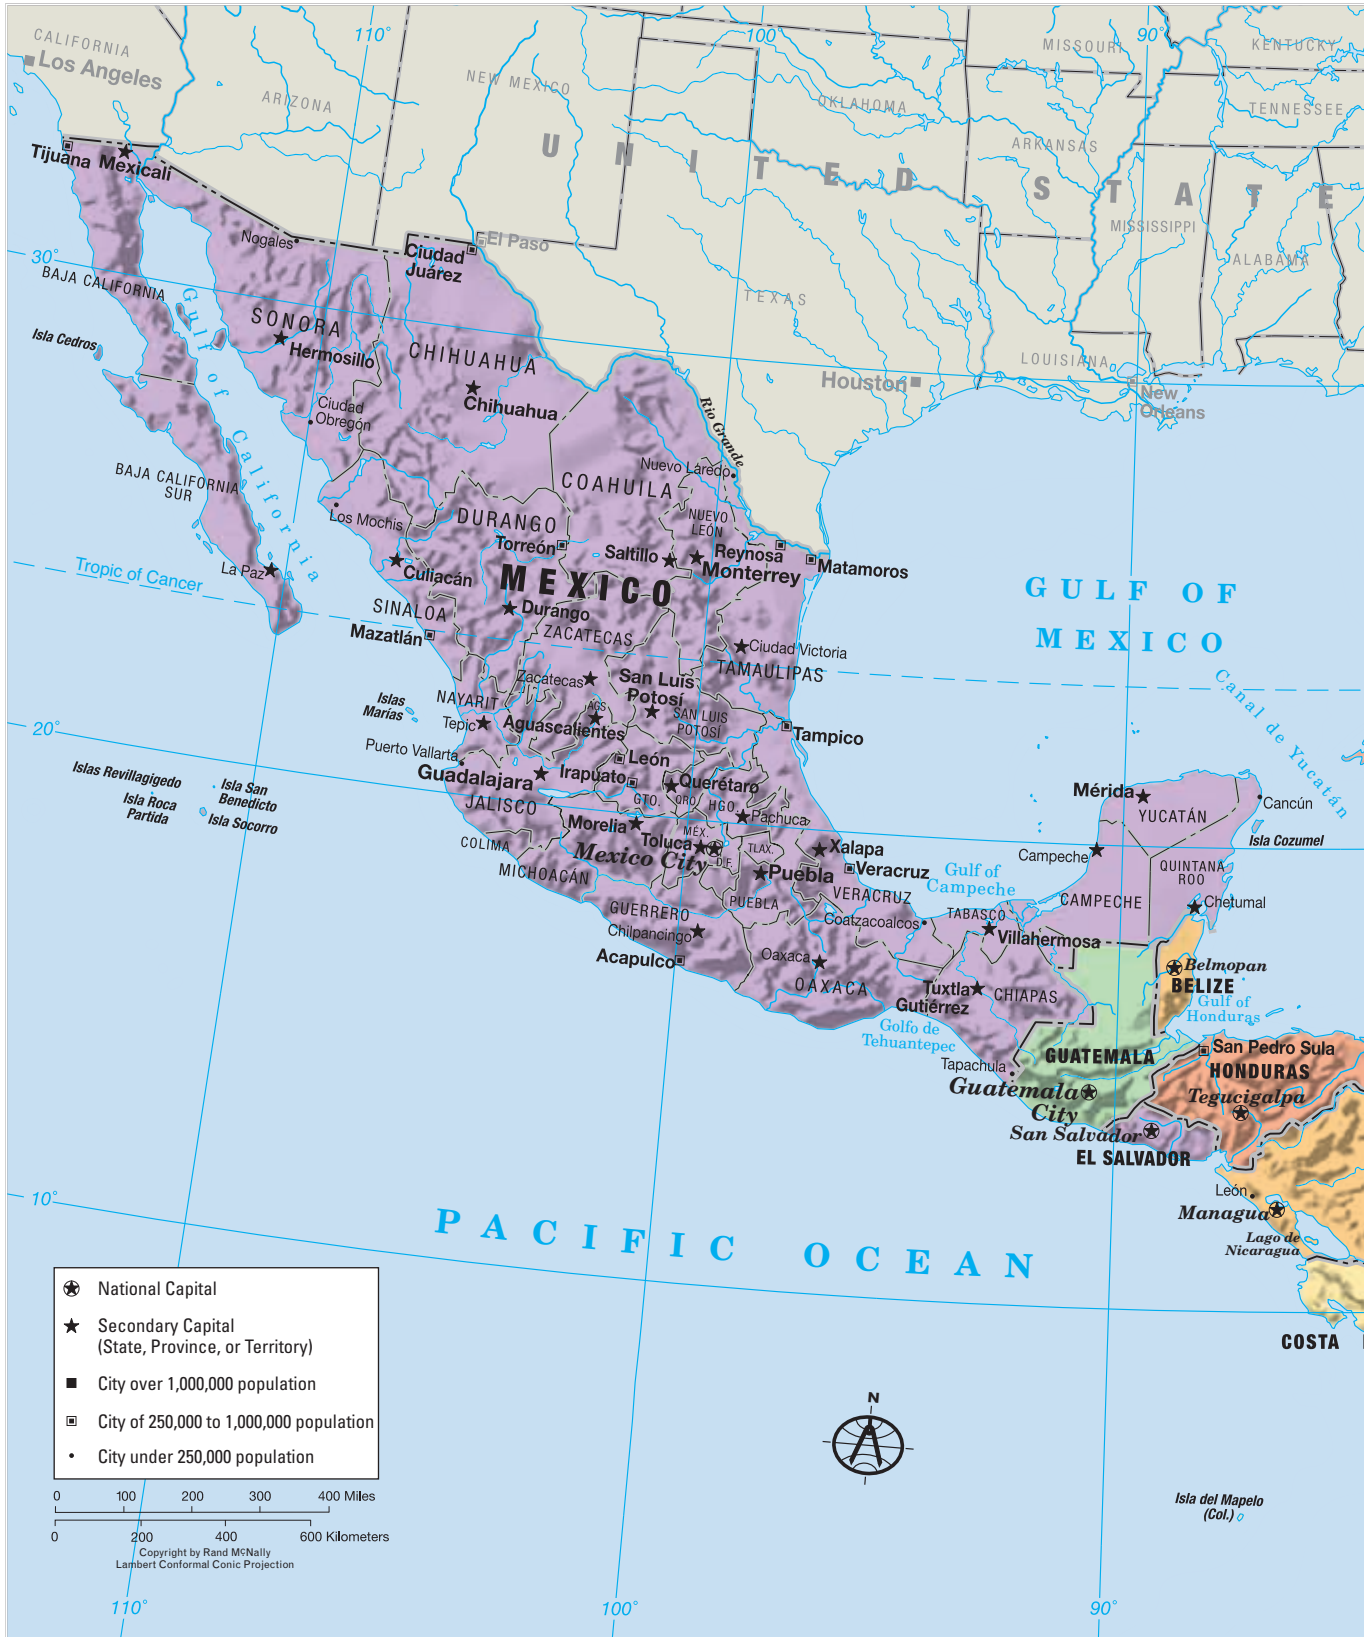 110°
100°
90°
CALIFORNIA
Los Angeles
ARIZONA
NEW MEXICO
OKLAHOMA
MISSOURI
KENTUCKY
TENNESSEE
ARKANSAS
UNITED STATE
MISSISSIPPI
ALABAMA
TEXAS
LOUISIANA
El Paso
Houston
New
Orleans
Tijuana
Mexicali
Nogales
Ciudad
Juárez
30°
BAJA CALIFORNIA
Gulf of California
Isla Cedros
SONORA
Hermosillo
CHIHUAHUA
Chihuahua
Ciudad
Obregón
Rio Grande
Nuevo Laredo
COAHUILA
NUEVO
LEÓN
BAJA CALIFORNIA
SUR
Los Mochis
DURANGO
Torreón
Saltillo
Reynosa
Monterrey
Matamoros
La Paz
Culiacán
MEXICO
Tropic of Cancer
GULF OF
MEXICO
SINALOA
Durango
Mazatlán
ZACATECAS
Ciudad Victoria
TAMAULIPAS
Zacatecas
San Luis
Potosí
Canal de Yucatán
NAYARIT
Islas
Marías
AGS.
SAN LUIS
POTOSÍ
Tepic
Aguascalientes
Tampico
20°
Puerto Vallarta
León
Guadalajara
Irapuato
Querétaro
Islas Revillagigedo
Isla San
Benedicto
Isla Roca
Partida
Isla Socorro
JALISCO
GTO.
QRO.
HGO.
Pachuca
Mérida
YUCATÁN
Cancún
Isla Cozumel
Morelia
MÉX.
Toluca
COLIMA
Mexico City
D.F.
TLAX.
Xalapa
Veracruz
Campeche
QUINTANA
ROO
Gulf of
Campeche
MICHOACÁN
Puebla
PUEBLA
VERACRUZ
CAMPECHE
Chetumal
GUERRERO
Chilpancingo
Coatzacoalcos
TABASCO
Villahermosa
Acapulco
Oaxaca
OAXACA
Belmopan
BELIZE
Tuxtla
Gutiérrez
CHIAPAS
Gulf of
Honduras
Golfo de
Tehuantepec
Tapachula
GUATEMALA
San Pedro Sula
HONDURAS
Guatemala
City
Tegucigalpa
San Salvador
EL SALVADOR
León
Managua
Lago de
Nicaragua
10°
PACIFIC OCEAN
COSTA
National Capital
Secondary Capital
(State, Province, or Territory)
City over 1,000,000 population
City of 250,000 to 1,000,000 population
City under 250,000 population
N
0 100 200 300 400 Miles
0 200 400 600 Kilometers
Copyright by Rand McNally
Lambert Conformal Conic Projection
Isla del Mapelo
(Col.)
110°
100°
90°